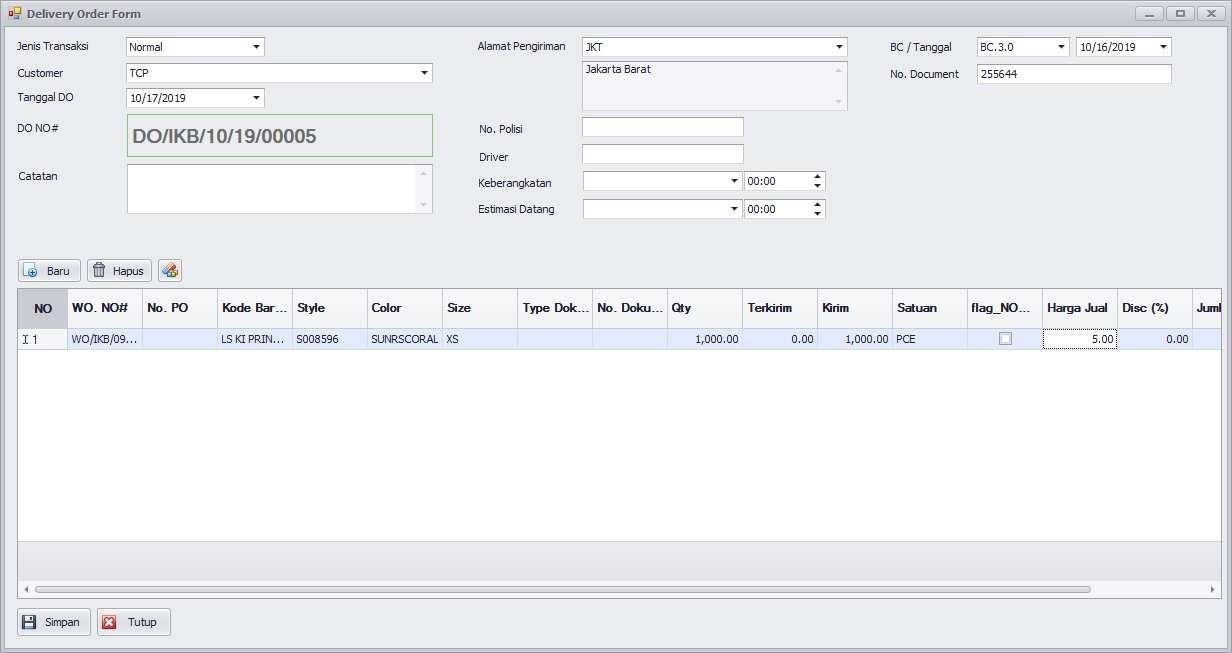 Delivery Order Form
Jenis Transaksi Normal Alamat Pengiriman JKT BC / Tanggal BC.3.0 10/16/2019
Customer TCP Jakarta Barat No. Document 255644
Tanggal DO 10/17/2019
DO NO# DO/IKB/10/19/00005 No. Polisi
Driver
Catatan Keberangkatan 00:00
Estimasi Datang 00:00
Baru Hapus
NO WO. NO# No. PO Kode Bar... Style Color Size Type Dok... No. Doku... Qty Terkirim Kirim Satuan flag_NO... Harga Jual Disc (%) Juml
1 WO/IKB/09... LS KI PRIN... S008596 SUNRSCORAL XS 1,000.00 0.00 1,000.00 PCE 5.00 0.00
Simpan Tutup